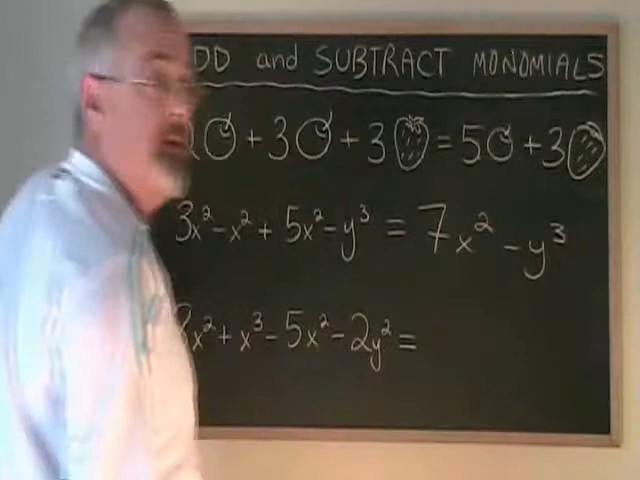 DD and SUBTRACT MONOMIALS
+ 3 + 3 = 5 + 3
3x² - x² + 5x² - y³ = 7x² - y³
x² + x³ - 5x² - 2y² =